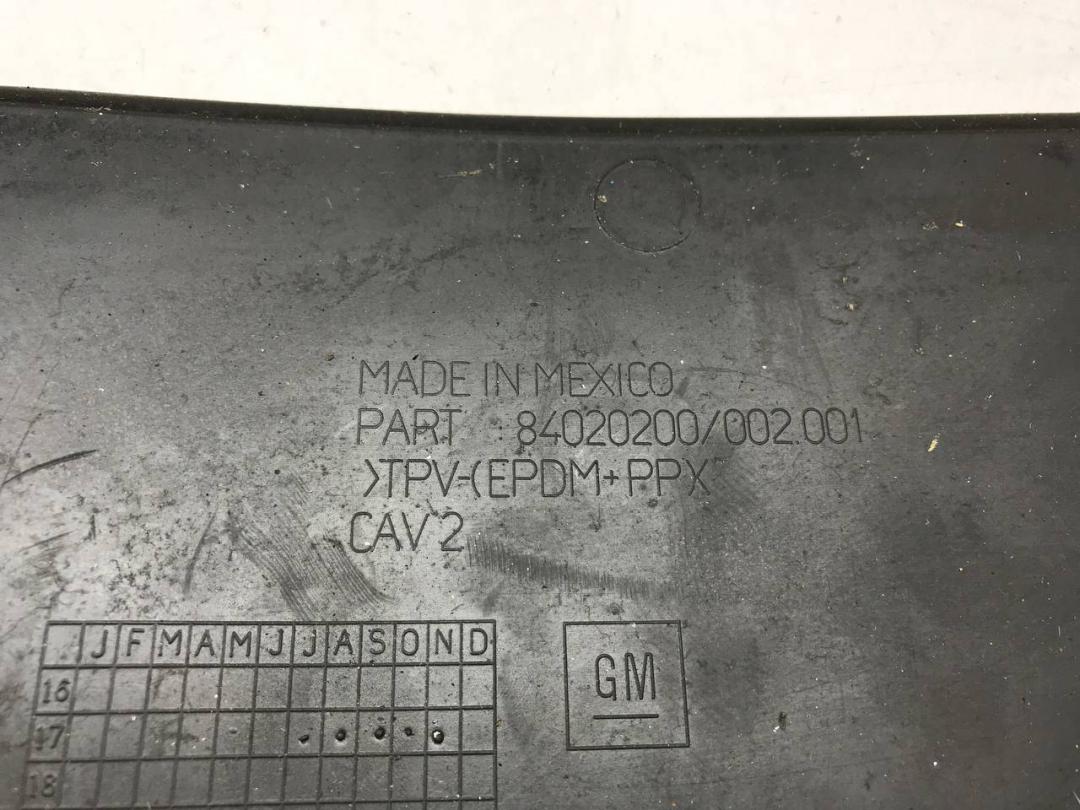 MADE IN MEXICO
PART : 84020200/002.001
>TPV-(EPDM+PP)<
CAV 2
J F M A M J J A S O N D
16
17
18
GM